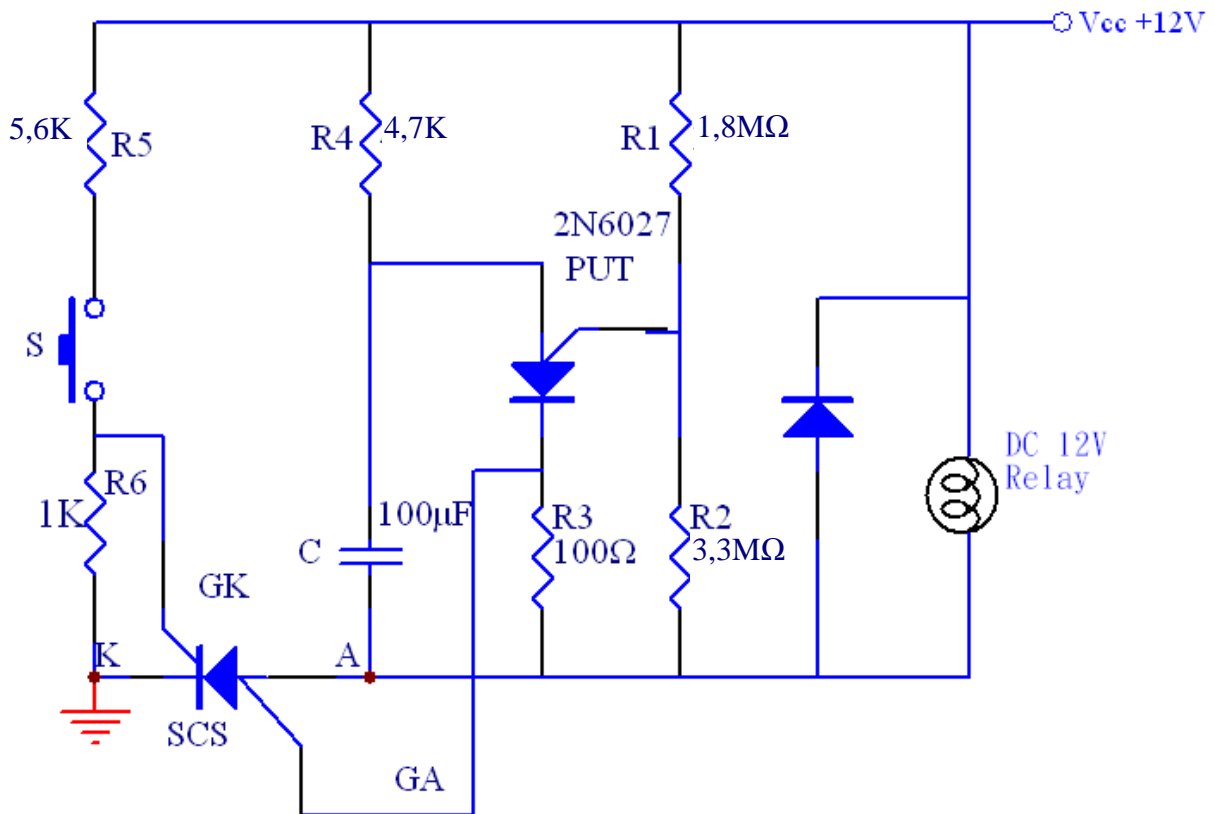 Vcc +12V
5,6K
R5
R4
4,7K
R1
1,8MΩ
2N6027
PUT
S
DC 12V
Relay
R6
1K
100μF
C
R3
100Ω
R2
3,3MΩ
GK
K
A
SCS
GA